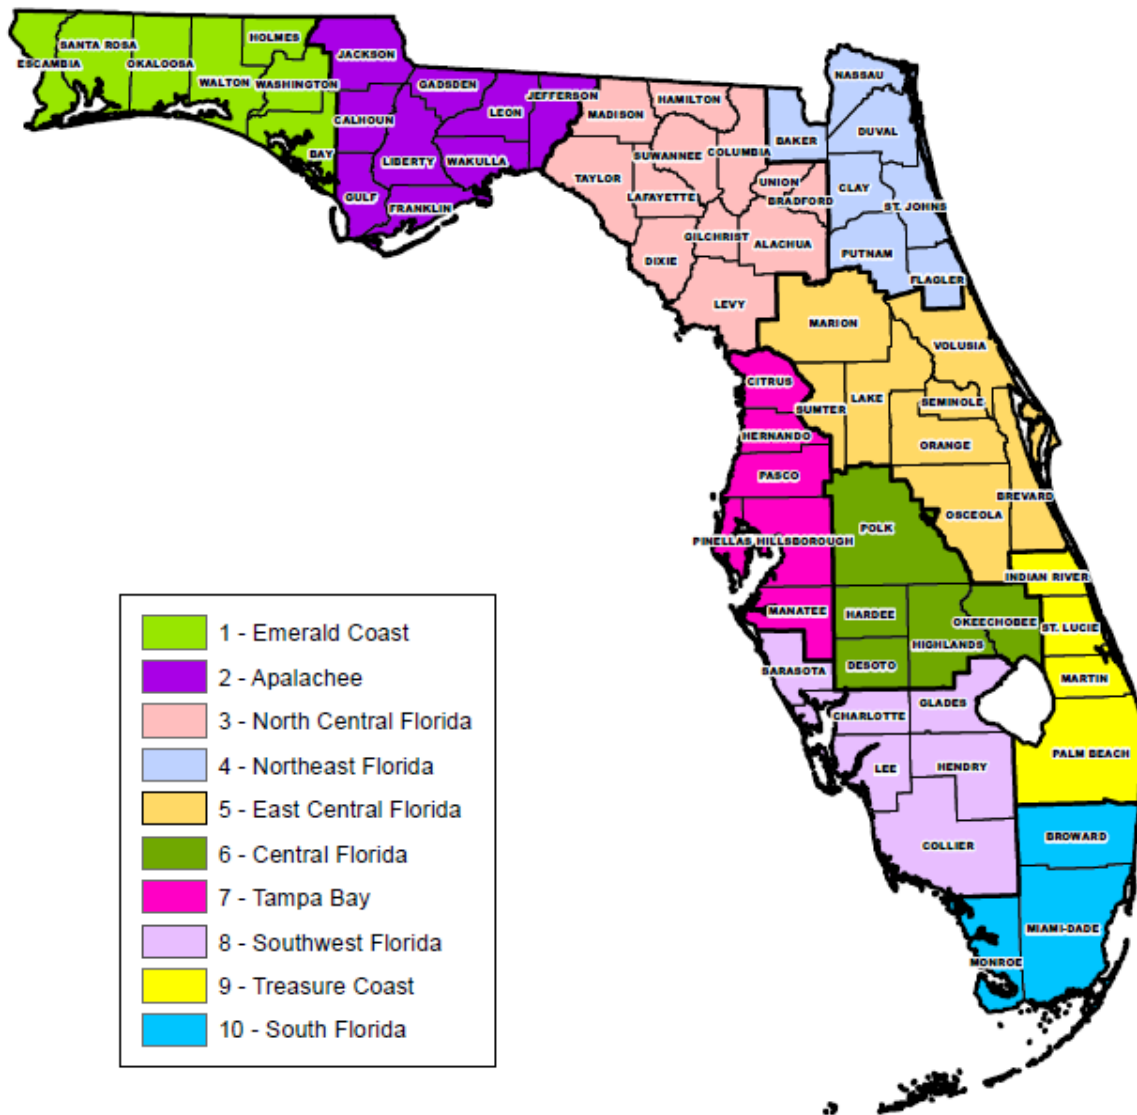 HOLMES
SANTA ROSA
JACKSON
ESCAMBIA
OKALOOSA
WALTON
WASHINGTON
GADSDEN
JEFFERSON
LEON
NASSAU
HAMILTON
MADISON
CALHOUN
BAY
LIBERTY
WAKULLA
GULF
FRANKLIN
DUVAL
BAKER
COLUMBIA
SUWANNEE
TAYLOR
LAFAYETTE
UNION
BRADFORD
CLAY
ST. JOHNS
GILCHRIST
ALACHUA
PUTNAM
DIXIE
FLAGLER
LEVY
MARION
VOLUSIA
CITRUS
LAKE
SEMINOLE
SUMTER
HERNANDO
ORANGE
PASCO
BREVARD
OSCEOLA
POLK
PINELLAS
HILLSBOROUGH
INDIAN RIVER
MANATEE
HARDEE
OKEECHOBEE
ST. LUCIE
HIGHLANDS
SARASOTA
DESOTO
MARTIN
GLADES
CHARLOTTE
PALM BEACH
LEE
HENDRY
BROWARD
COLLIER
MIAMI-DADE
MONROE
1 - Emerald Coast
2 - Apalachee
3 - North Central Florida
4 - Northeast Florida
5 - East Central Florida
6 - Central Florida
7 - Tampa Bay
8 - Southwest Florida
9 - Treasure Coast
10 - South Florida